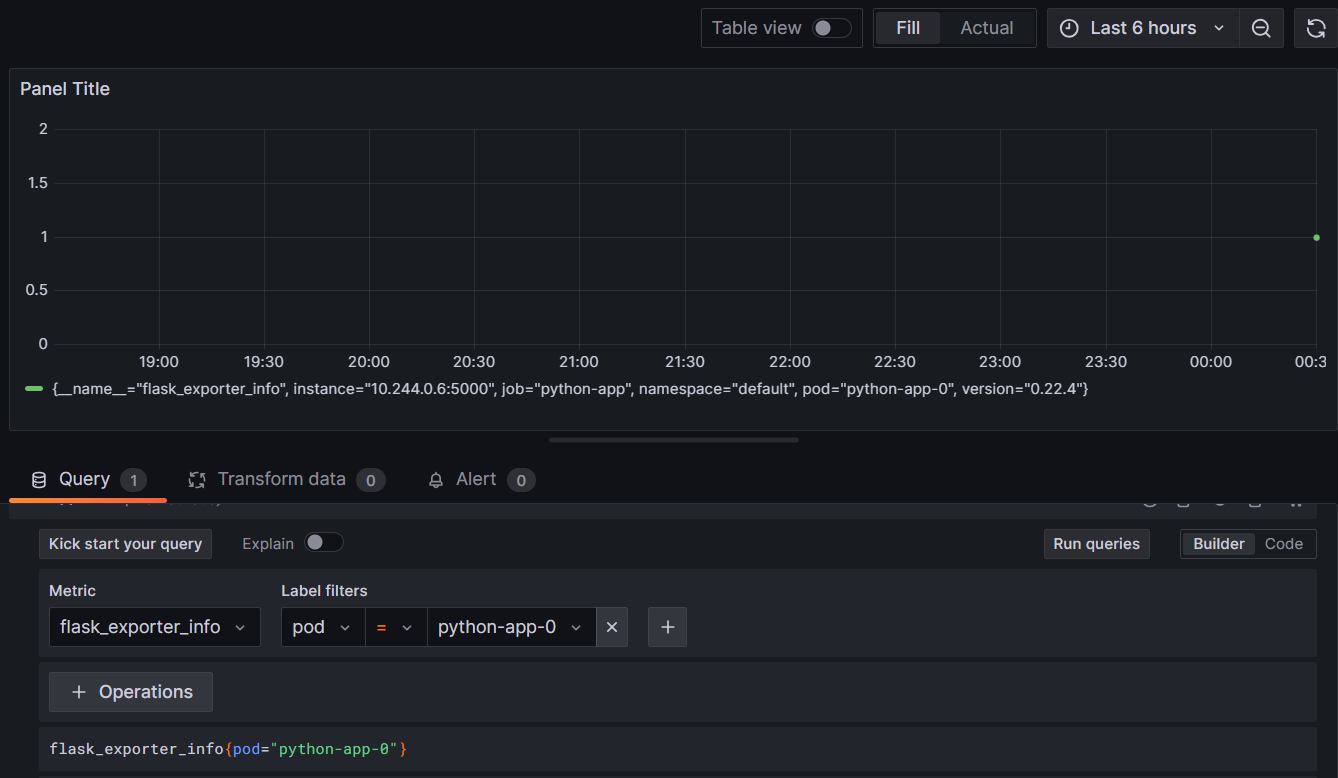 Table view Fill Actual Last 6 hours
Panel Title
2
1.5
1
0.5
0
19:00 19:30 20:00 20:30 21:00 21:30 22:00 22:30 23:00 23:30 00:00 00:3
{__name__="flask_exporter_info", instance="10.244.0.6:5000", job="python-app", namespace="default", pod="python-app-0", version="0.22.4"}
Query 1 Transform data 0 Alert 0
Kick start your query Explain Run queries Builder Code
Metric Label filters
flask_exporter_info pod = python-app-0
+ Operations
flask_exporter_info{pod="python-app-0"}